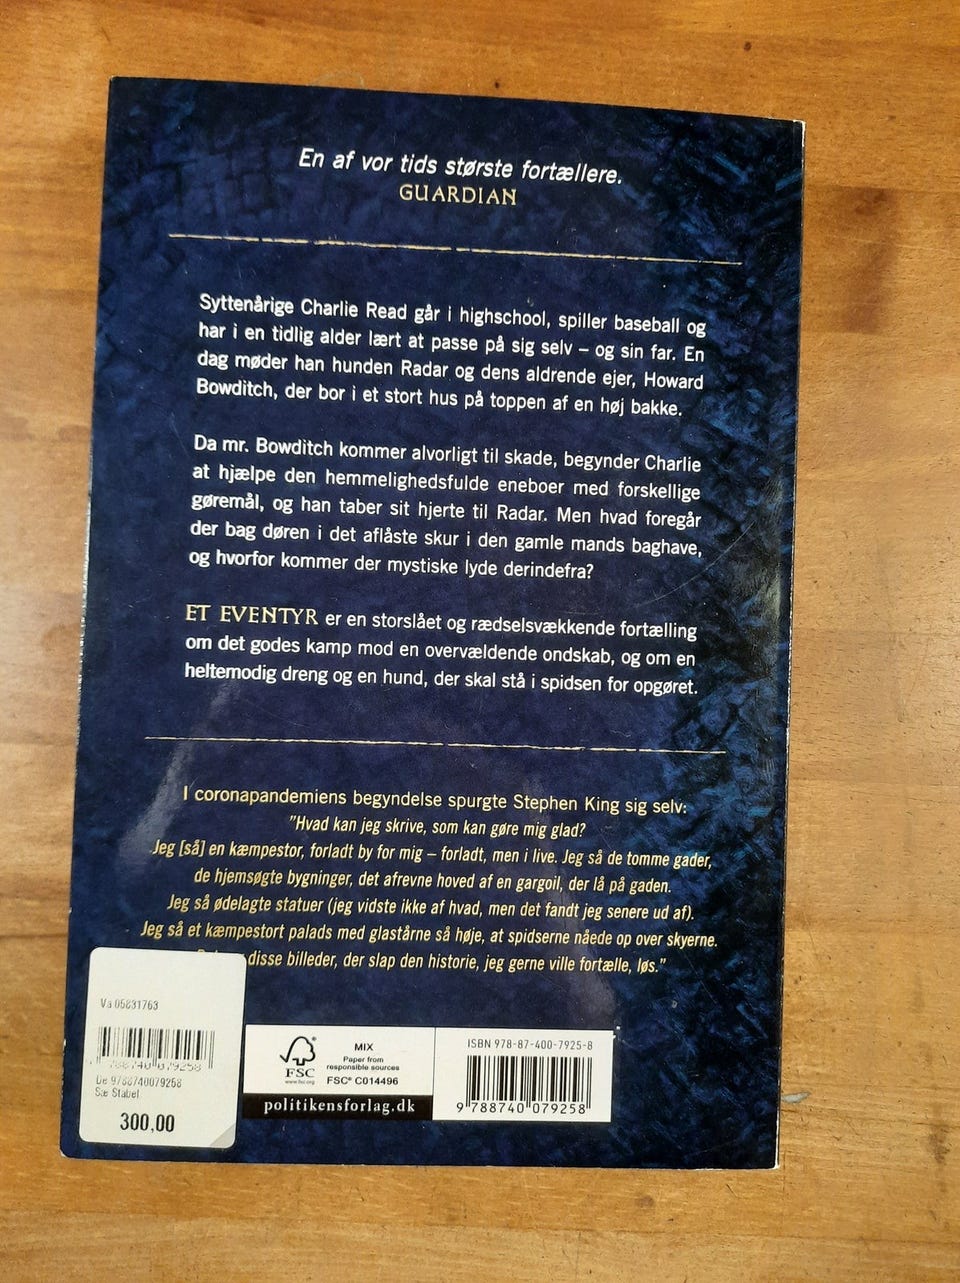 En af vor tids største fortællere.
GUARDIAN
Syttenårige Charlie Read går i highschool, spiller baseball og
har i en tidlig alder lært at passe på sig selv – og sin far. En
dag møder han hunden Radar og dens aldrende ejer, Howard
Bowditch, der bor i et stort hus på toppen af en høj bakke.
Da mr. Bowditch kommer alvorligt til skade, begynder Charlie
at hjælpe den hemmelighedsfulde eneboer med forskellige
gøremål, og han taber sit hjerte til Radar. Men hvad foregår
der bag døren i det aflåste skur i den gamle mands baghave,
og hvorfor kommer der mystiske lyde derindefra?
ET EVENTYR er en storslået og rædselsvækkende fortælling
om det godes kamp mod en overvældende ondskab, og om en
heltemodig dreng og en hund, der skal stå i spidsen for opgøret.
I coronapandemiens begyndelse spurgte Stephen King sig selv:
"Hvad kan jeg skrive, som kan gøre mig glad?
Jeg [så] en kæmpestor, forladt by for mig – forladt, men i live. Jeg så de tomme gader,
de hjemsøgte bygninger, det afrevne hoved af en gargoil, der lå på gaden.
Jeg så ødelagte statuer (jeg vidste ikke af hvad, men det fandt jeg senere ud af).
Jeg så et kæmpestort palads med glastårne så høje, at spidserne nåede op over skyerne.
disse billeder, der slap den historie, jeg gerne ville fortælle, løs."
Va 05831763
De 9788740079258
Sæ Stabel
300,00
FSC
www.fsc.org
MIX
Paper from
responsible sources
FSC® C014496
politikensforlag.dk
ISBN 978-87-400-7925-8
9 788740 079258